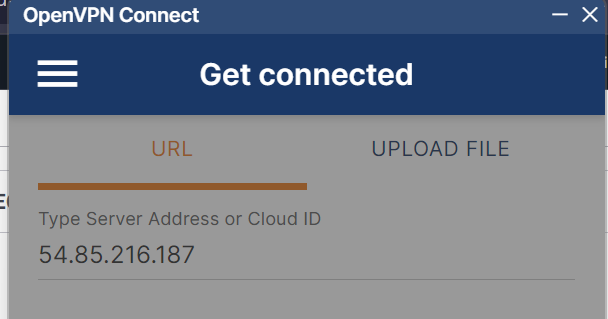 OpenVPN Connect
Get connected
URL
UPLOAD FILE
Type Server Address or Cloud ID
54.85.216.187